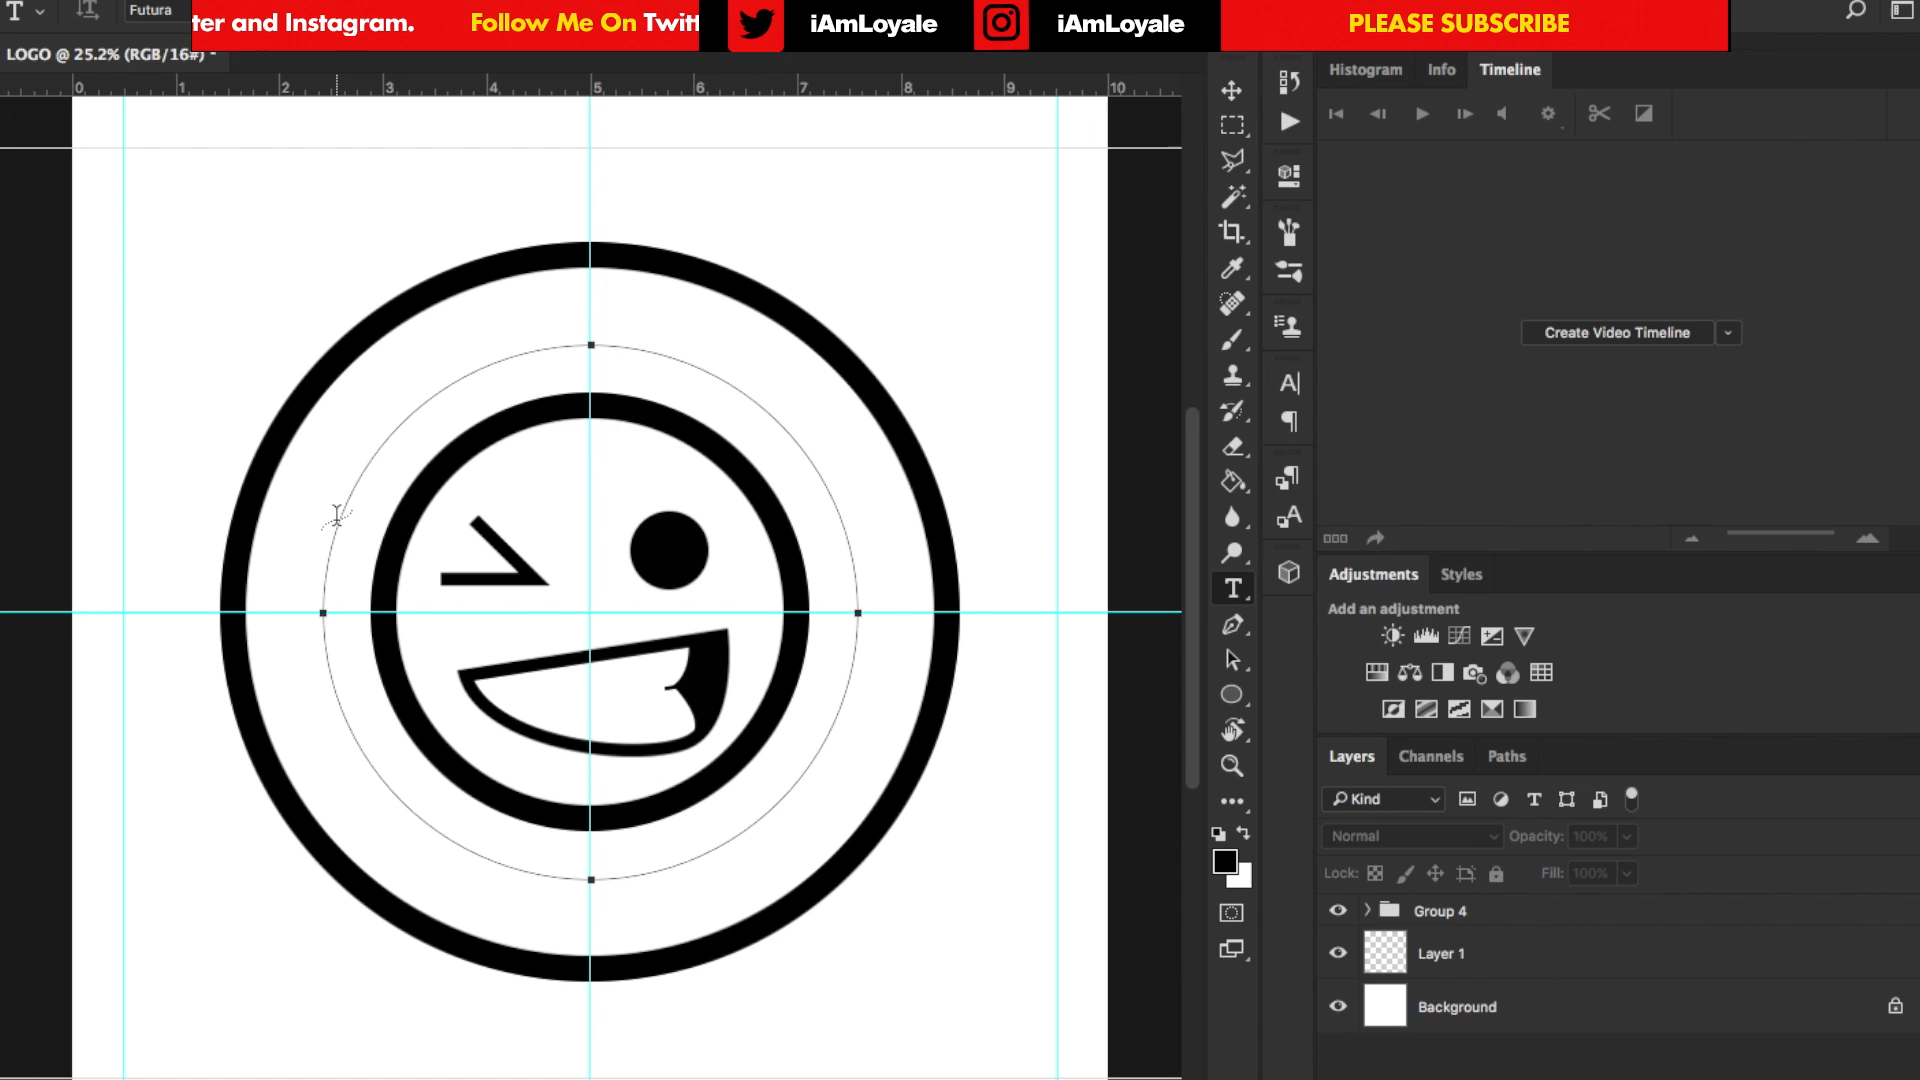 Futura
ter and Instagram.
Follow Me On Twitt
iAmLoyale
iAmLoyale
PLEASE SUBSCRIBE
LOGO @ 25.2% (RGB/16#) *
0 1 2 3 4 5 6 7 8 9 10
Histogram Info Timeline
Create Video Timeline
Adjustments Styles
Add an adjustment
Layers Channels Paths
Kind
Normal Opacity: 100%
Lock: Fill: 100%
Group 4
Layer 1
Background